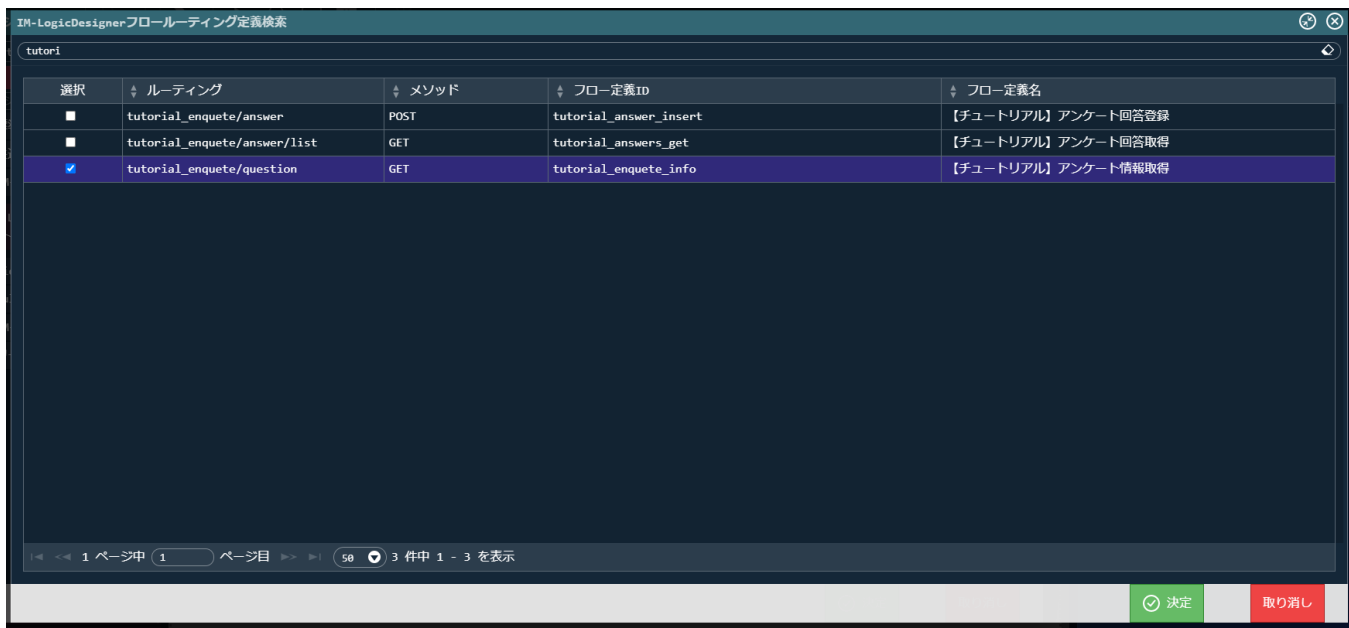 IM-LogicDesignerフロールーティング定義検索
tutori
選択 ルーティング メソッド フロー定義ID フロー定義名
tutorial_enquete/answer POST tutorial_answer_insert 【チュートリアル】アンケート回答登録
tutorial_enquete/answer/list GET tutorial_answers_get 【チュートリアル】アンケート回答取得
tutorial_enquete/question GET tutorial_enquete_info 【チュートリアル】アンケート情報取得
1 ページ中 1 ページ目 50 3 件中 1 - 3 を表示
決定 取り消し